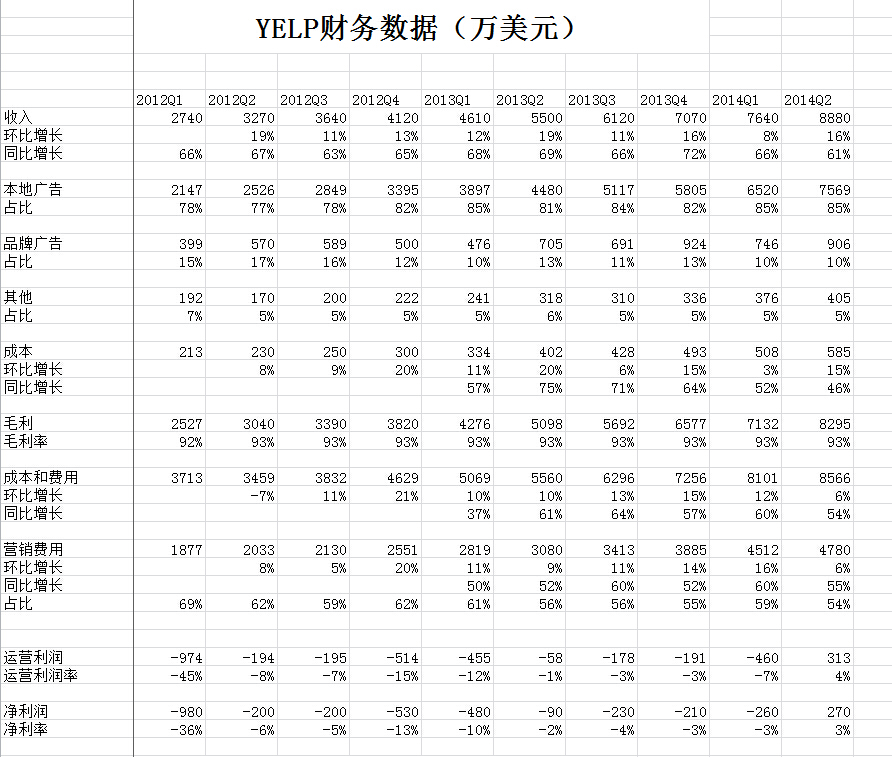 YELP财务数据（万美元）
2012Q1 2012Q2 2012Q3 2012Q4 2013Q1 2013Q2 2013Q3 2013Q4 2014Q1 2014Q2
收入 2740 3270 3640 4120 4610 5500 6120 7070 7640 8880
环比增长 19% 11% 13% 12% 19% 11% 16% 8% 16%
同比增长 66% 67% 63% 65% 68% 69% 66% 72% 66% 61%
本地广告 2147 2526 2849 3395 3897 4480 5117 5805 6520 7569
占比 78% 77% 78% 82% 85% 81% 84% 82% 85% 85%
品牌广告 399 570 589 500 476 705 691 924 746 906
占比 15% 17% 16% 12% 10% 13% 11% 13% 10% 10%
其他 192 170 200 222 241 318 310 336 376 405
占比 7% 5% 5% 5% 5% 6% 5% 5% 5% 5%
成本 213 230 250 300 334 402 428 493 508 585
环比增长 8% 9% 20% 11% 20% 6% 15% 3% 15%
同比增长 57% 75% 71% 64% 52% 46%
毛利 2527 3040 3390 3820 4276 5098 5692 6577 7132 8295
毛利率 92% 93% 93% 93% 93% 93% 93% 93% 93% 93%
成本和费用 3713 3459 3832 4629 5069 5560 6296 7256 8101 8566
环比增长 -7% 11% 21% 10% 10% 13% 15% 12% 6%
同比增长 37% 61% 64% 57% 60% 54%
营销费用 1877 2033 2130 2551 2819 3080 3413 3885 4512 4780
环比增长 8% 5% 20% 11% 9% 11% 14% 16% 6%
同比增长 50% 52% 60% 52% 60% 55%
占比 69% 62% 59% 62% 61% 56% 56% 55% 59% 54%
运营利润 -974 -194 -195 -514 -455 -58 -178 -191 -460 313
运营利润率 -45% -8% -7% -15% -12% -1% -3% -3% -7% 4%
净利润 -980 -200 -200 -530 -480 -90 -230 -210 -260 270
净利率 -36% -6% -5% -13% -10% -2% -4% -3% -3% 3%